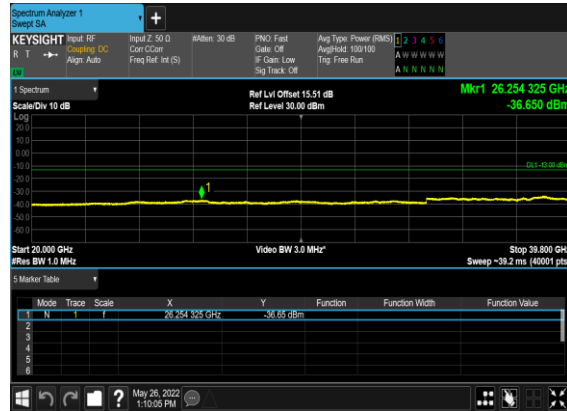 Spectrum Analyzer 1
Swept SA
+
KEYSIGHT
R T
Input: RF
Coupling: DC
Align: Auto
Input Z: 50 Ω
Corr CCorr
Freq Ref: Int (S)
#Atten: 30 dB
PNO: Fast
Gate: Off
IF Gain: Low
Sig Track: Off
Avg Type: Power (RMS)
Avg|Hold: 100/100
Trig: Free Run
1 2 3 4 5 6
A W W W W W
A N N N N N
1 Spectrum
Scale/Div 10 dB
Ref Lvl Offset 15.51 dB
Ref Level 30.00 dBm
Mkr1 26.254 325 GHz
-36.650 dBm
Log
20.0
10.0
0.00
-10.0
-20.0
-30.0
-40.0
-50.0
-60.0
DL1 -13.00 dBm
1
Start 20.000 GHz
#Res BW 1.0 MHz
Video BW 3.0 MHz*
Stop 39.800 GHz
Sweep ~39.2 ms (40001 pts
5 Marker Table
Mode Trace Scale X Y Function Function Width Function Value
1 N 1 f 26.254 325 GHz -36.65 dBm
2
3
4
5
6
?
May 26, 2022
1:10:05 PM